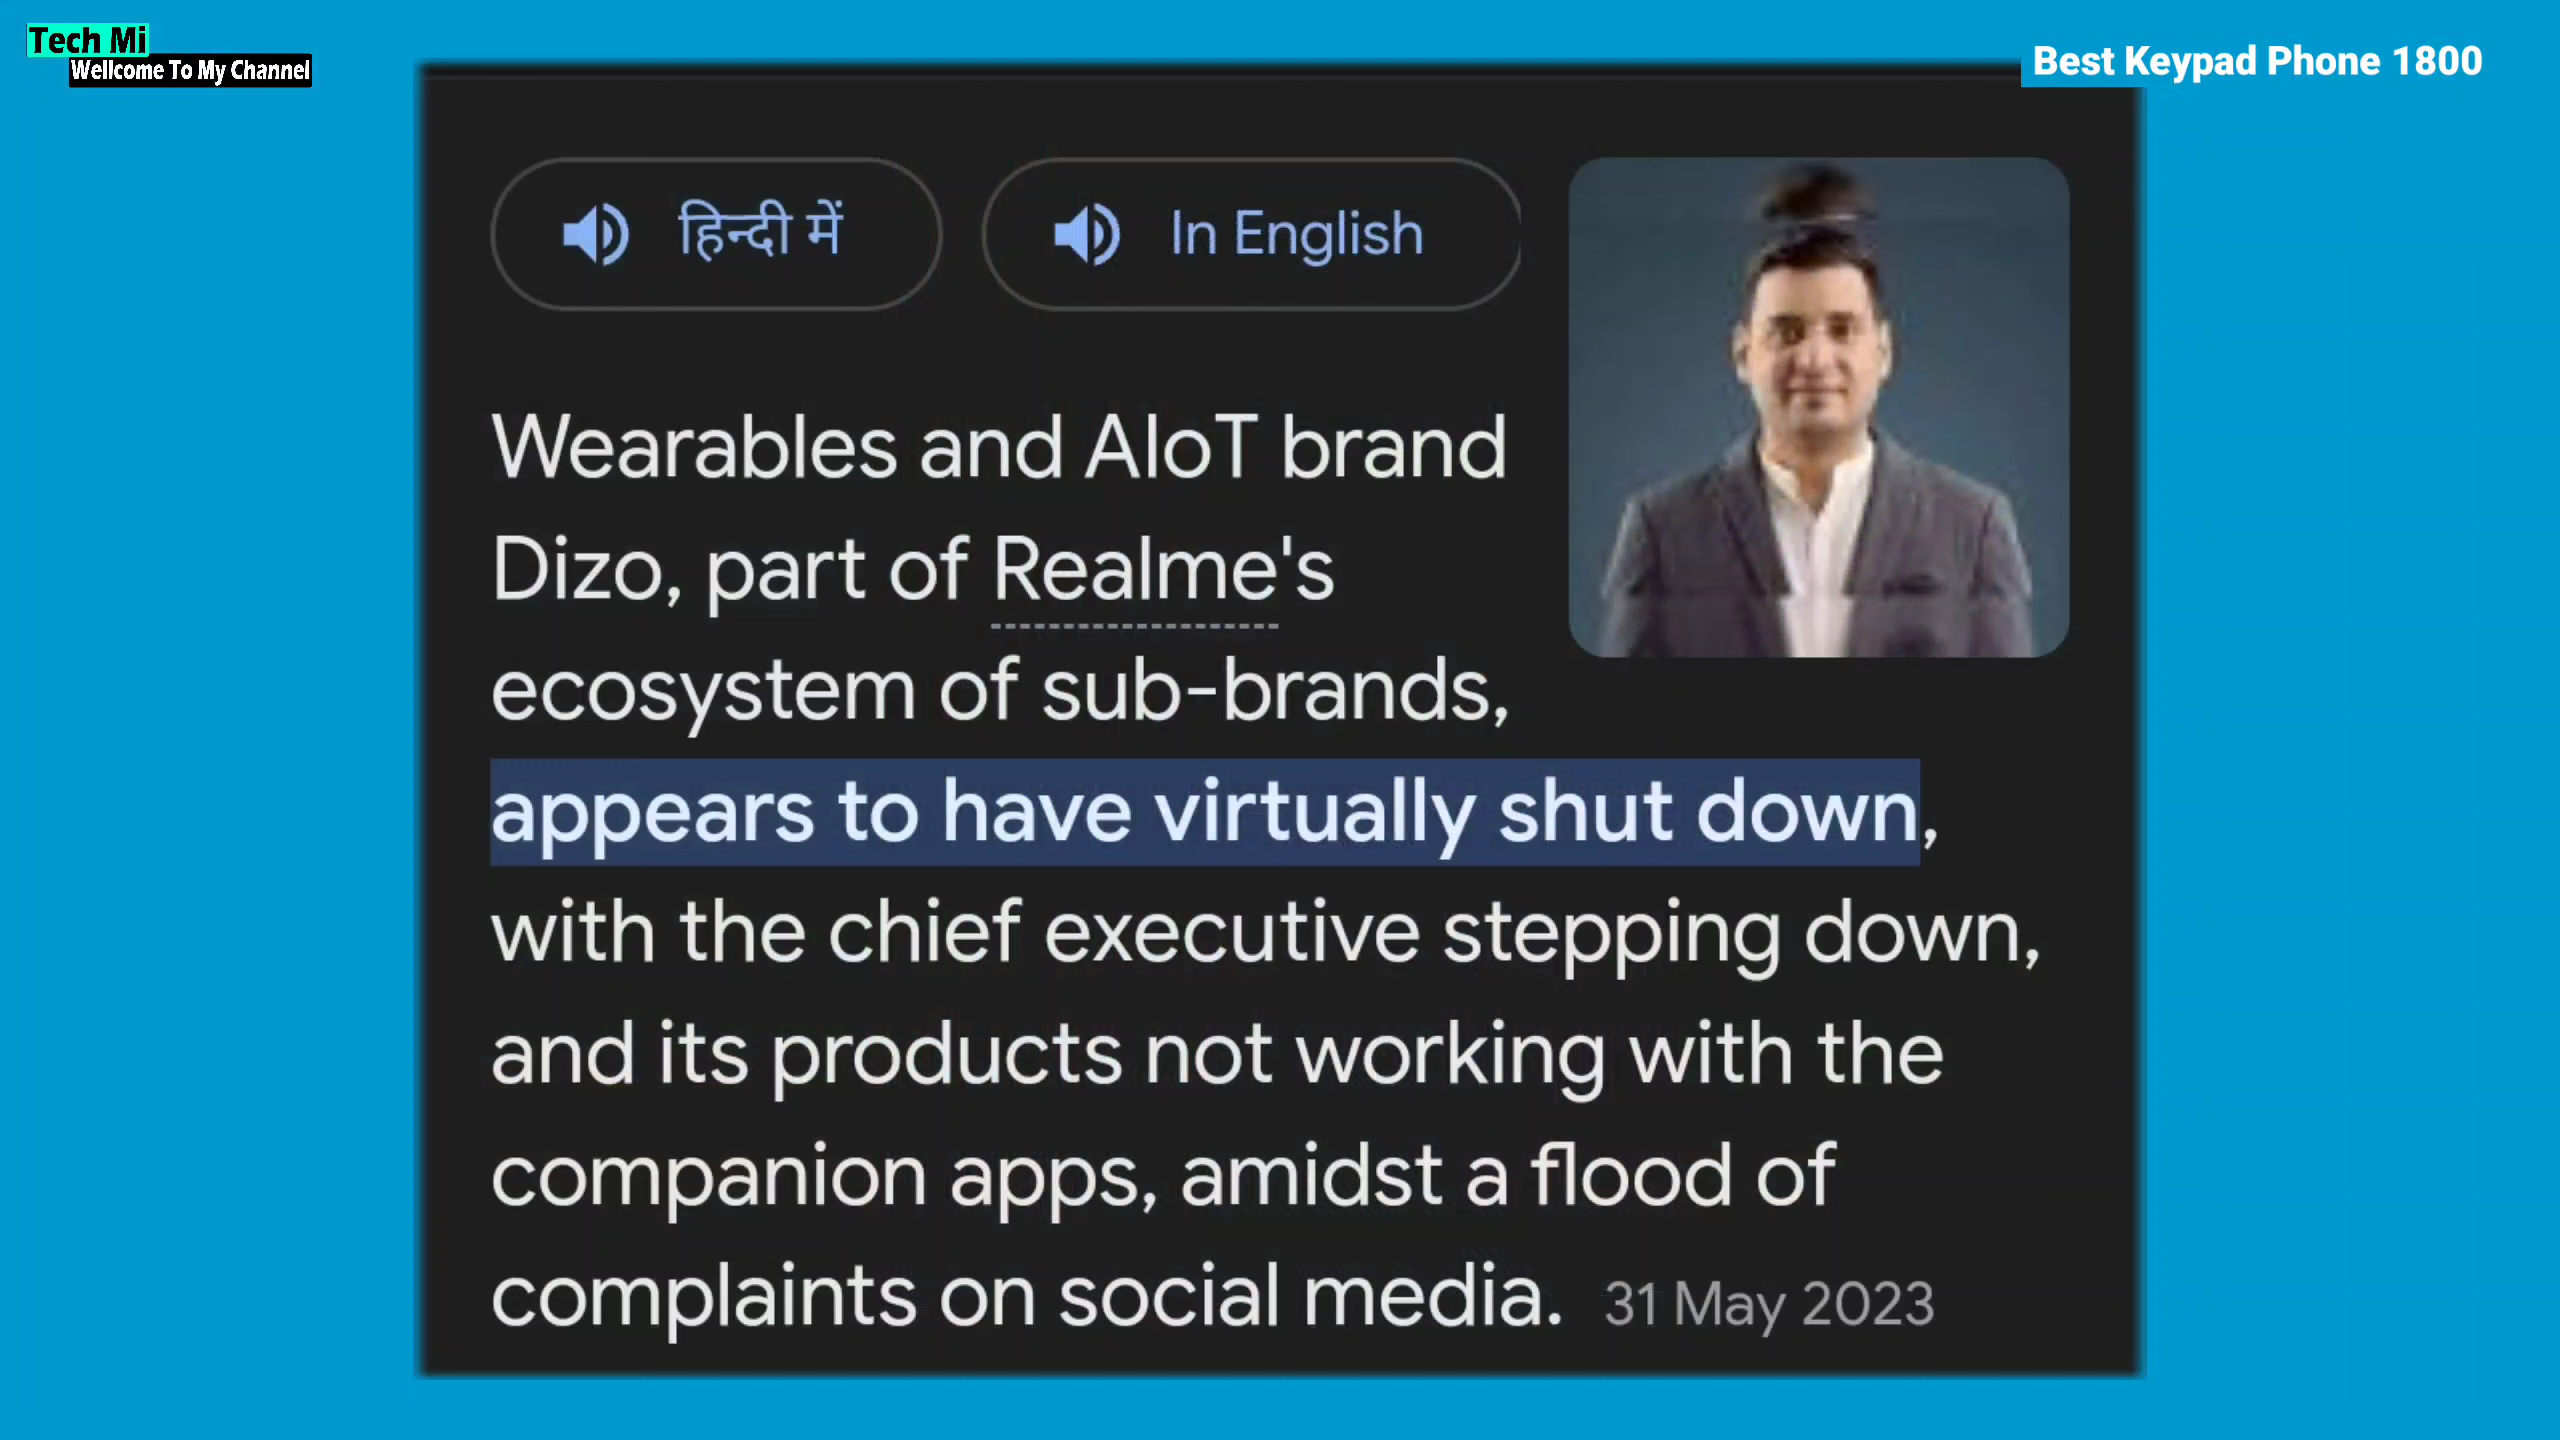 Tech Mi
Wellcome To My Channel
Best Keypad Phone 1800
हिन्दी में
In English
Wearables and AIoT brand
Dizo, part of Realme's
ecosystem of sub-brands,
appears to have virtually shut down,
with the chief executive stepping down,
and its products not working with the
companion apps, amidst a flood of
complaints on social media. 31 May 2023